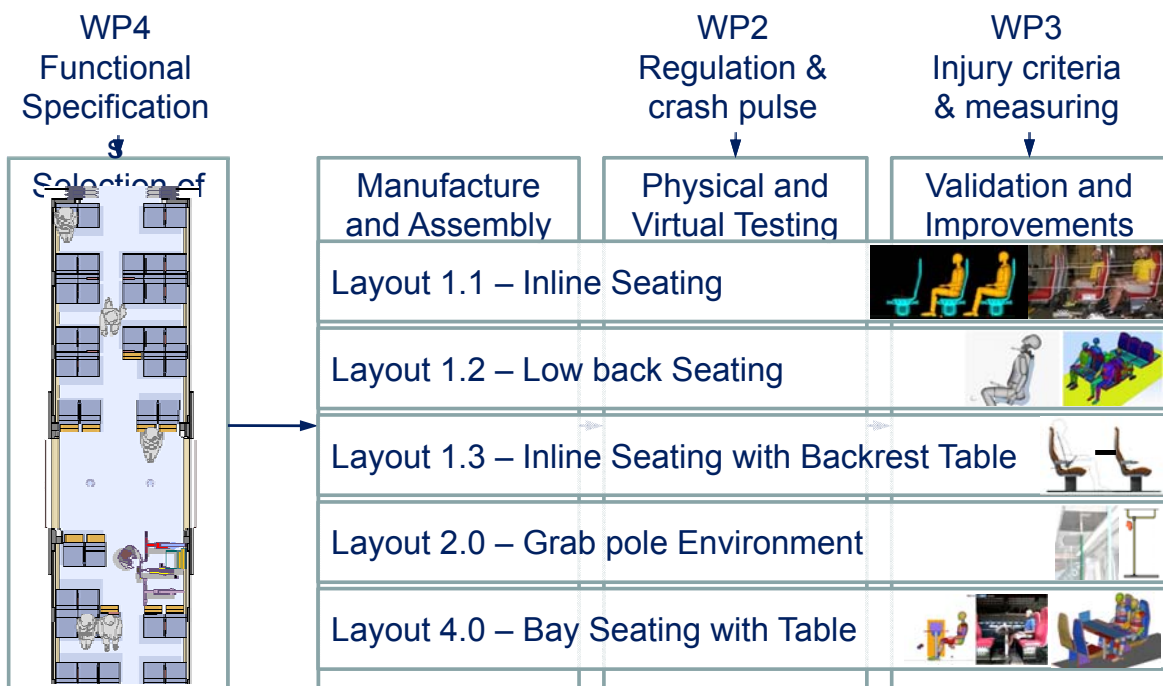 WP4
Functional
Specification
s
WP2
Regulation &
crash pulse
WP3
Injury criteria
& measuring
Selection of
Manufacture
and Assembly
Physical and
Virtual Testing
Validation and
Improvements
Layout 1.1 – Inline Seating
Layout 1.2 – Low back Seating
Layout 1.3 – Inline Seating with Backrest Table
Layout 2.0 – Grab pole Environment
Layout 4.0 – Bay Seating with Table